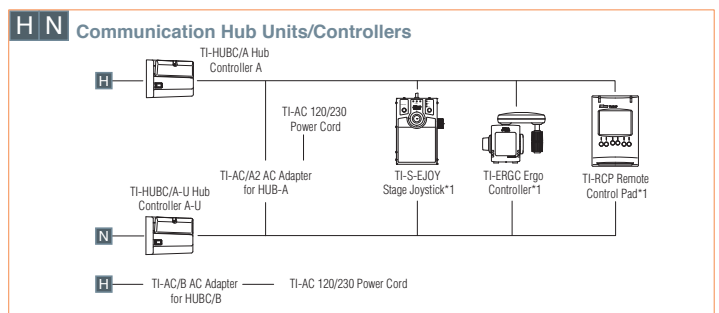 H N Communication Hub Units/Controllers
TI-HUBC/A Hub
Controller A
H
TI-AC 120/230
Power Cord
TI-AC/A2 AC Adapter
for HUB-A
TI-S-EJOY
Stage Joystick*1
TI-ERGC Ergo
Controller*1
TI-RCP Remote
Control Pad*1
TI-HUBC/A-U Hub
Controller A-U
N
H TI-AC/B AC Adapter
for HUBC/B
TI-AC 120/230 Power Cord